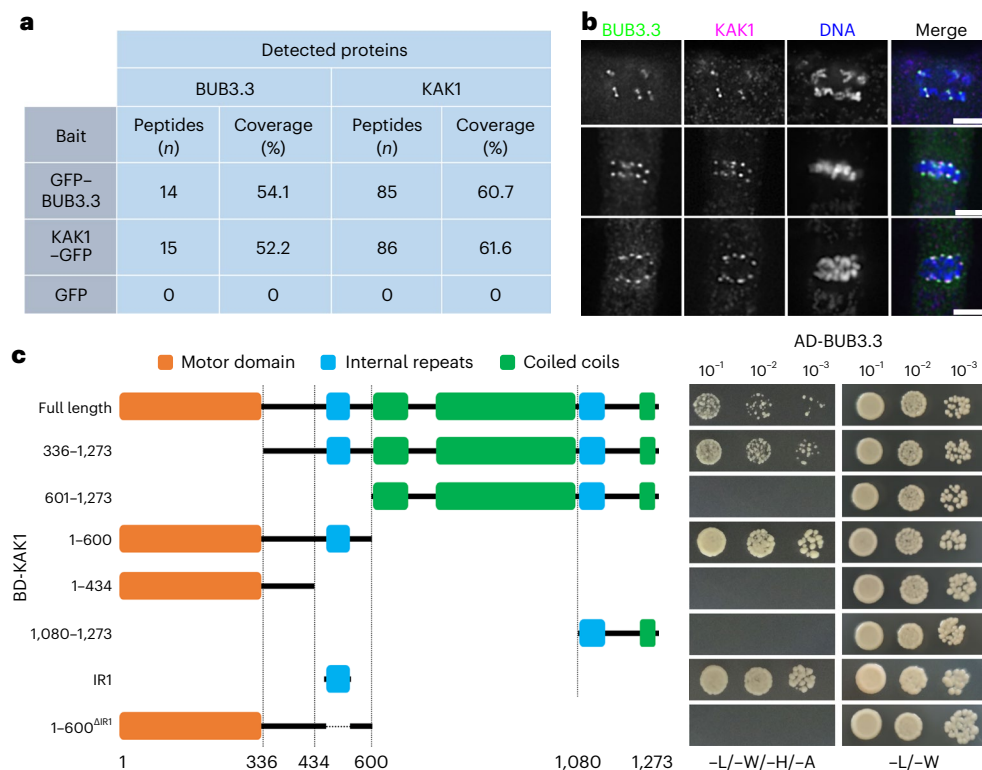 a
Detected proteins
BUB3.3 KAK1
Bait Peptides (n) Coverage (%) Peptides (n) Coverage (%)
GFP–BUB3.3 14 54.1 85 60.7
KAK1–GFP 15 52.2 86 61.6
GFP 0 0 0 0
b
BUB3.3 KAK1 DNA Merge
c
Motor domain Internal repeats Coiled coils
AD-BUB3.3
10⁻¹ 10⁻² 10⁻³ 10⁻¹ 10⁻² 10⁻³
BD-KAK1
Full length
336–1,273
601–1,273
1–600
1–434
1,080–1,273
IR1
1–600ΔIR1
1 336 434 600 1,080 1,273
–L/–W/–H/–A –L/–W